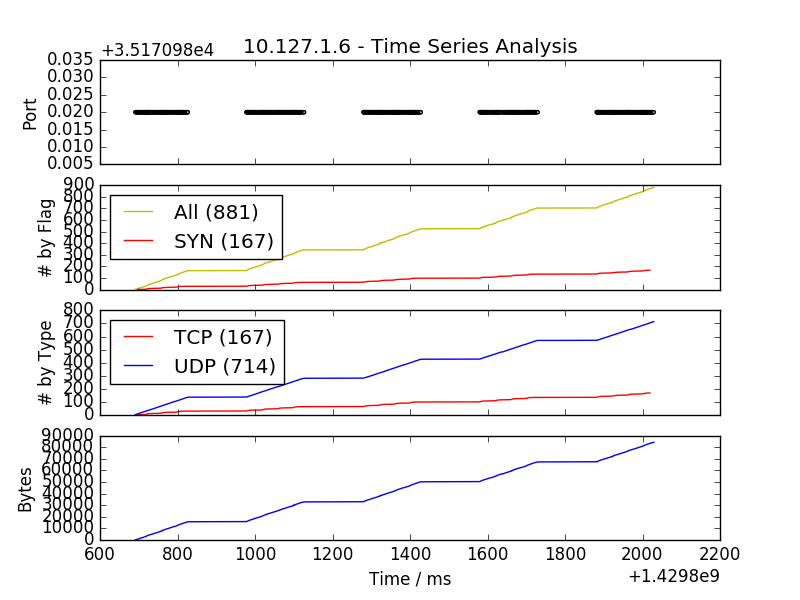 10.127.1.6 - Time Series Analysis
+3.517098e4
0.035
0.030
0.025
0.020
0.015
0.010
0.005
Port
900
800
700
600
500
400
300
200
100
0
# by Flag
All (881)
SYN (167)
800
700
600
500
400
300
200
100
0
# by Type
TCP (167)
UDP (714)
90000
80000
70000
60000
50000
40000
30000
20000
10000
0
Bytes
600 800 1000 1200 1400 1600 1800 2000 2200
Time / ms
+1.4298e9